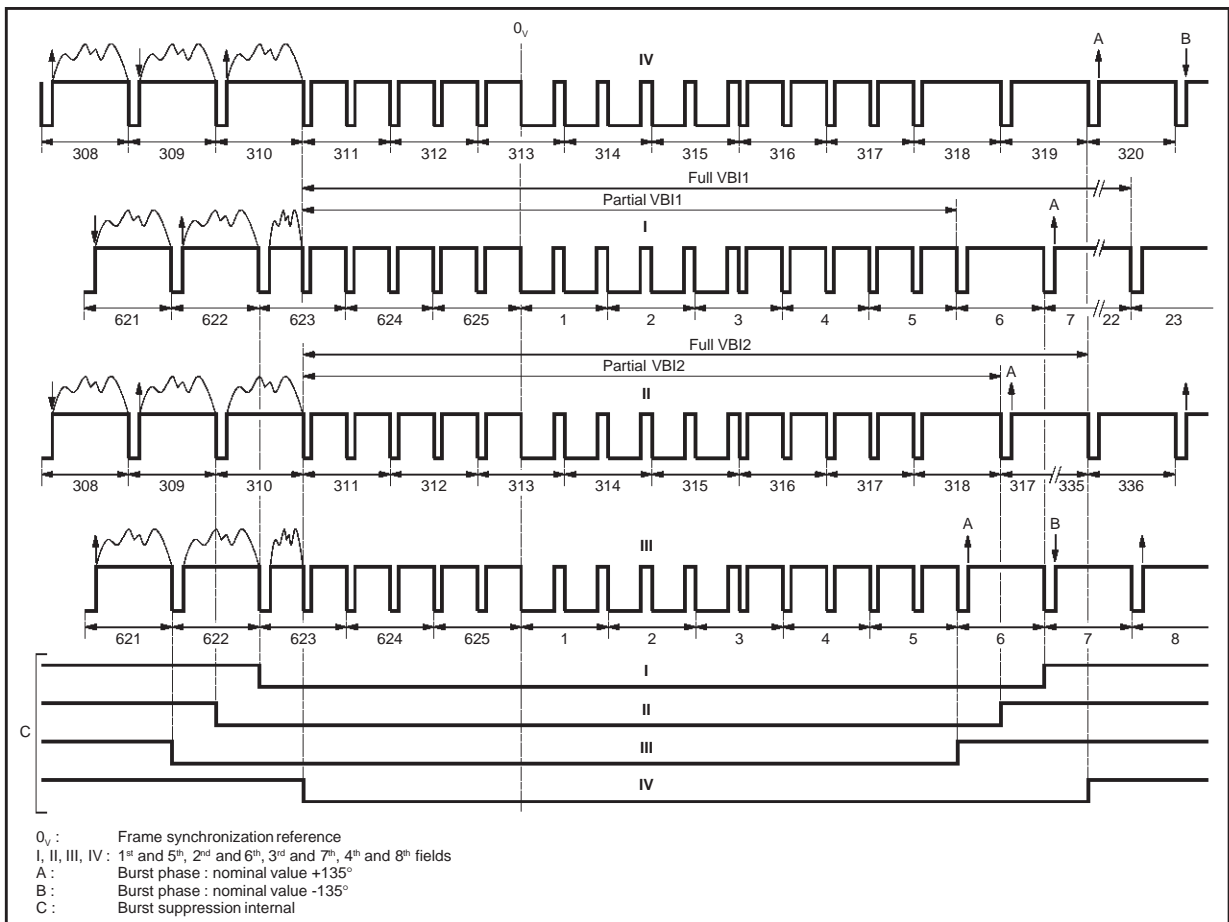 0V
A B
IV
308 309 310 311 312 313 314 315 316 317 318 319 320
Full VBI1
Partial VBI1
A
I
621 622 623 624 625 1 2 3 4 5 6 7 22 23
Full VBI2
Partial VBI2
A
II
308 309 310 311 312 313 314 315 316 317 318 317 335 336
A B
III
621 622 623 624 625 1 2 3 4 5 6 7 8
I
II
C
III
IV
0V : Frame synchronization reference
I, II, III, IV : 1st and 5th, 2nd and 6th, 3rd and 7th, 4th and 8th fields
A : Burst phase : nominal value +135°
B : Burst phase : nominal value -135°
C : Burst suppression internal